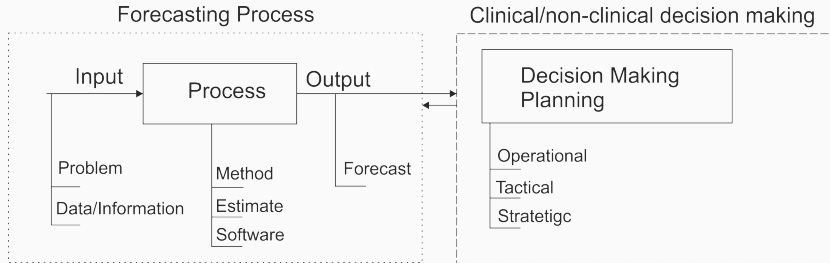 Forecasting Process
Clinical/non-clinical decision making
Input
Process
Output
Problem
Data/Information
Method
Estimate
Software
Forecast
Decision Making
Planning
Operational
Tactical
Stratetigc